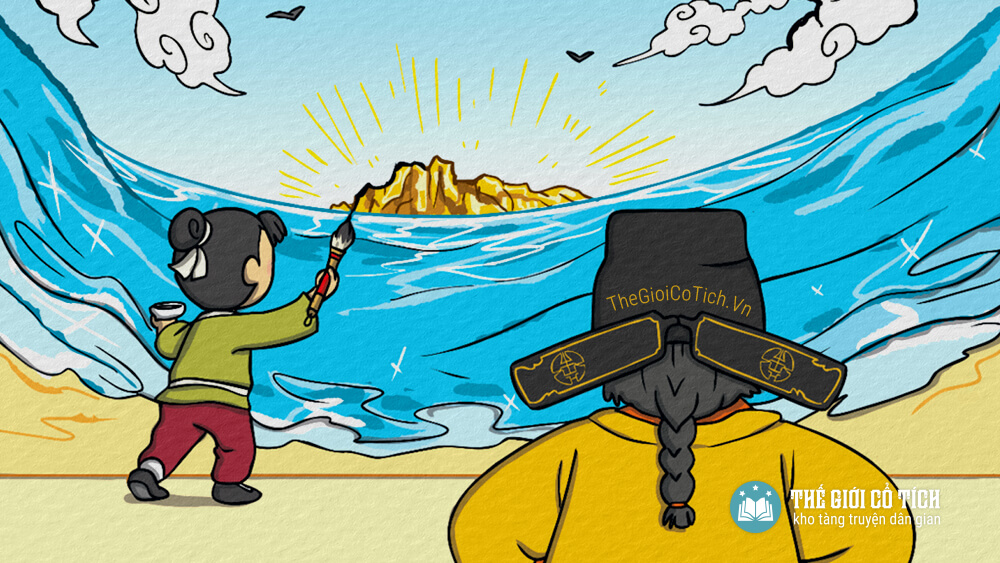 TheGioiCoTich.Vn
THẾ GIỚI CỔ TÍCH
kho tàng truyện dân gian